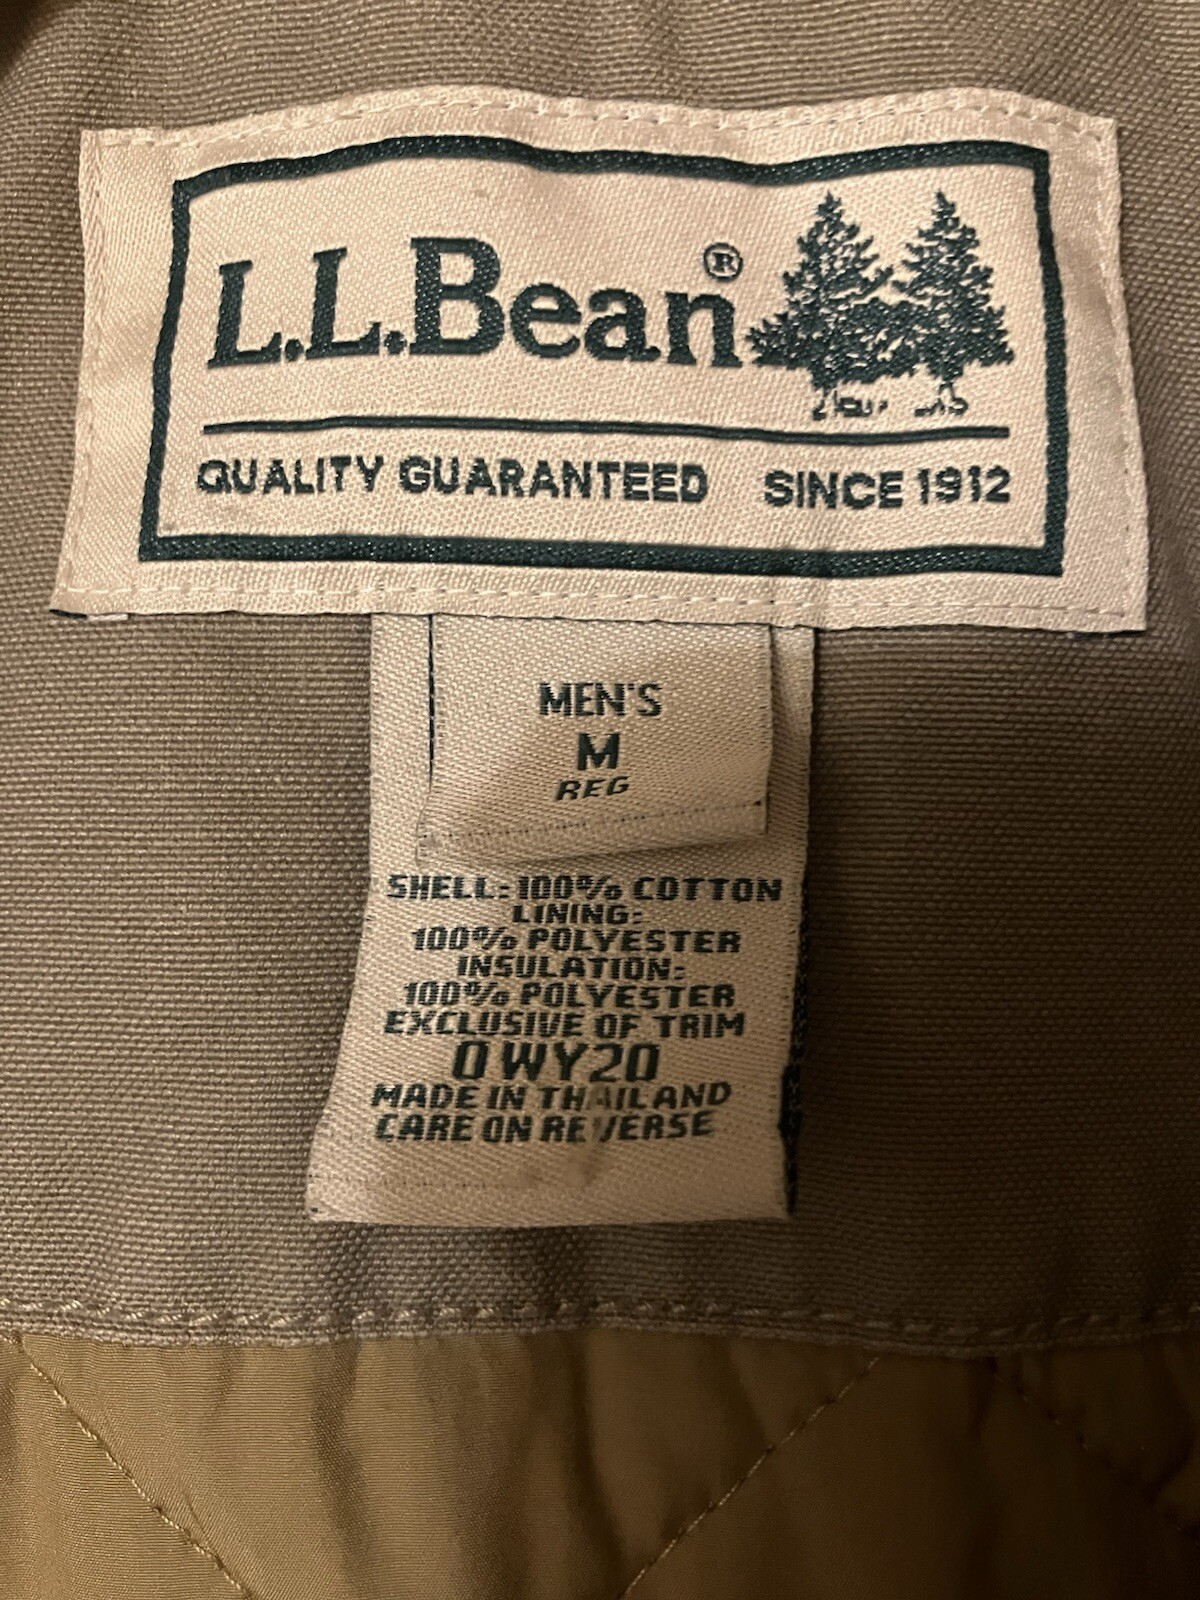 L.L.Bean®
QUALITY GUARANTEED SINCE 1912
MEN'S
M
REG
SHELL: 100% COTTON
LINING:
100% POLYESTER
INSULATION:
100% POLYESTER
EXCLUSIVE OF TRIM
0WY20
MADE IN THAILAND
CARE ON REVERSE